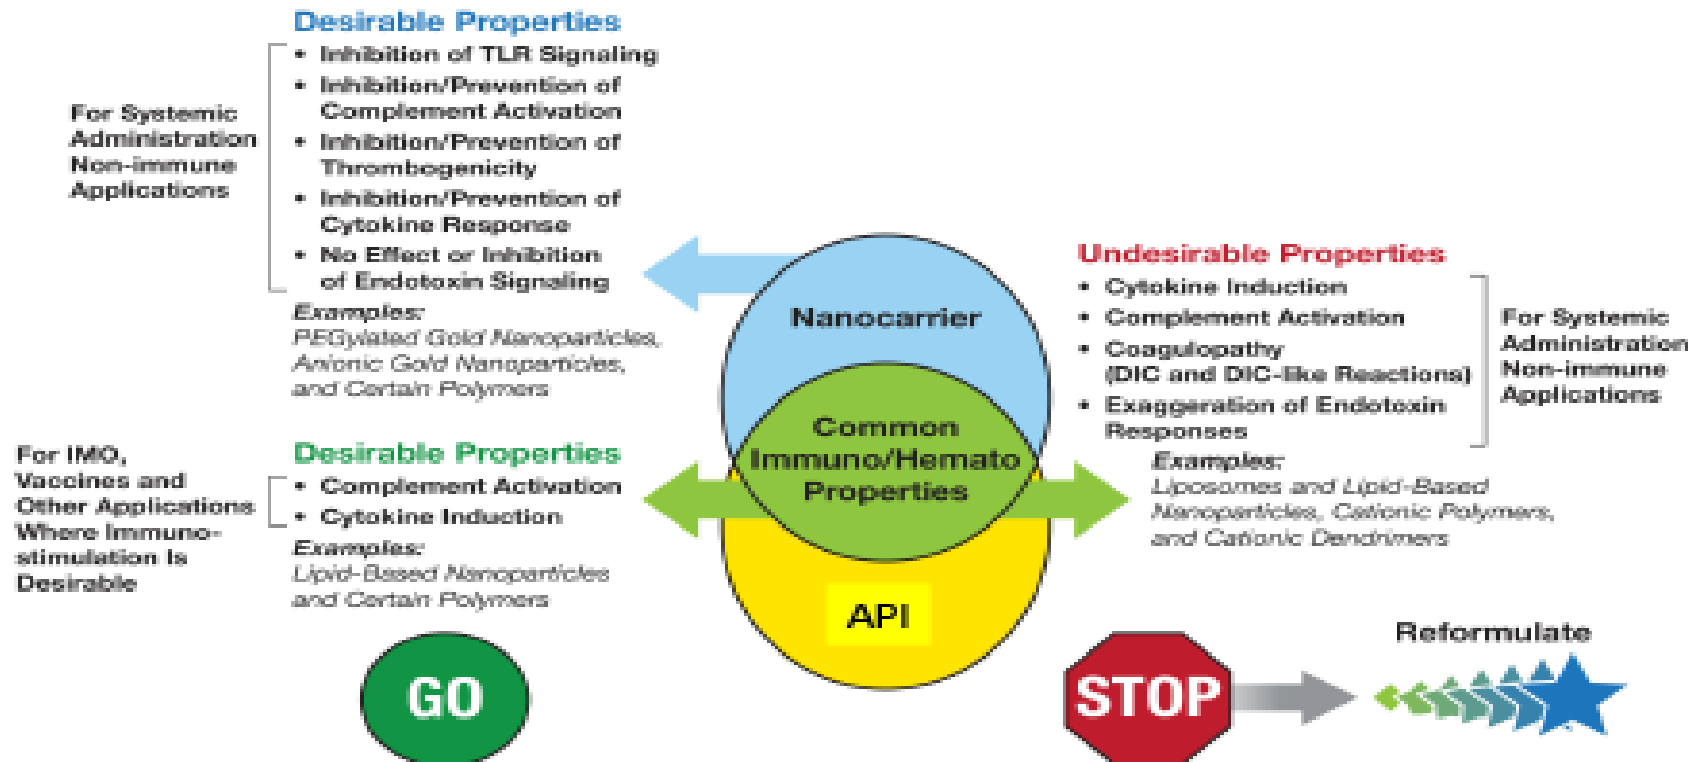 Desirable Properties
• Inhibition of TLR Signaling
• Inhibition/Prevention of
Complement Activation
• Inhibition/Prevention of
Thrombogenicity
• Inhibition/Prevention of
Cytokine Response
• No Effect or Inhibition
of Endotoxin Signaling
For Systemic
Administration
Non-immune
Applications
Examples:
PEGylated Gold Nanoparticles,
Anionic Gold Nanoparticles,
and Certain Polymers
For IMO,
Vaccines and
Other Applications
Where Immuno-
stimulation Is
Desirable
Desirable Properties
• Complement Activation
• Cytokine Induction
Examples:
Lipid-Based Nanoparticles
and Certain Polymers
GO
Nanocarrier
Common
Immuno/Hemato
Properties
API
Undesirable Properties
• Cytokine Induction
• Complement Activation
• Coagulopathy
(DIC and DIC-like Reactions)
• Exaggeration of Endotoxin
Responses
For Systemic
Administration
Non-immune
Applications
Examples:
Liposomes and Lipid-Based
Nanoparticles, Cationic Polymers,
and Cationic Dendrimers
STOP
Reformulate